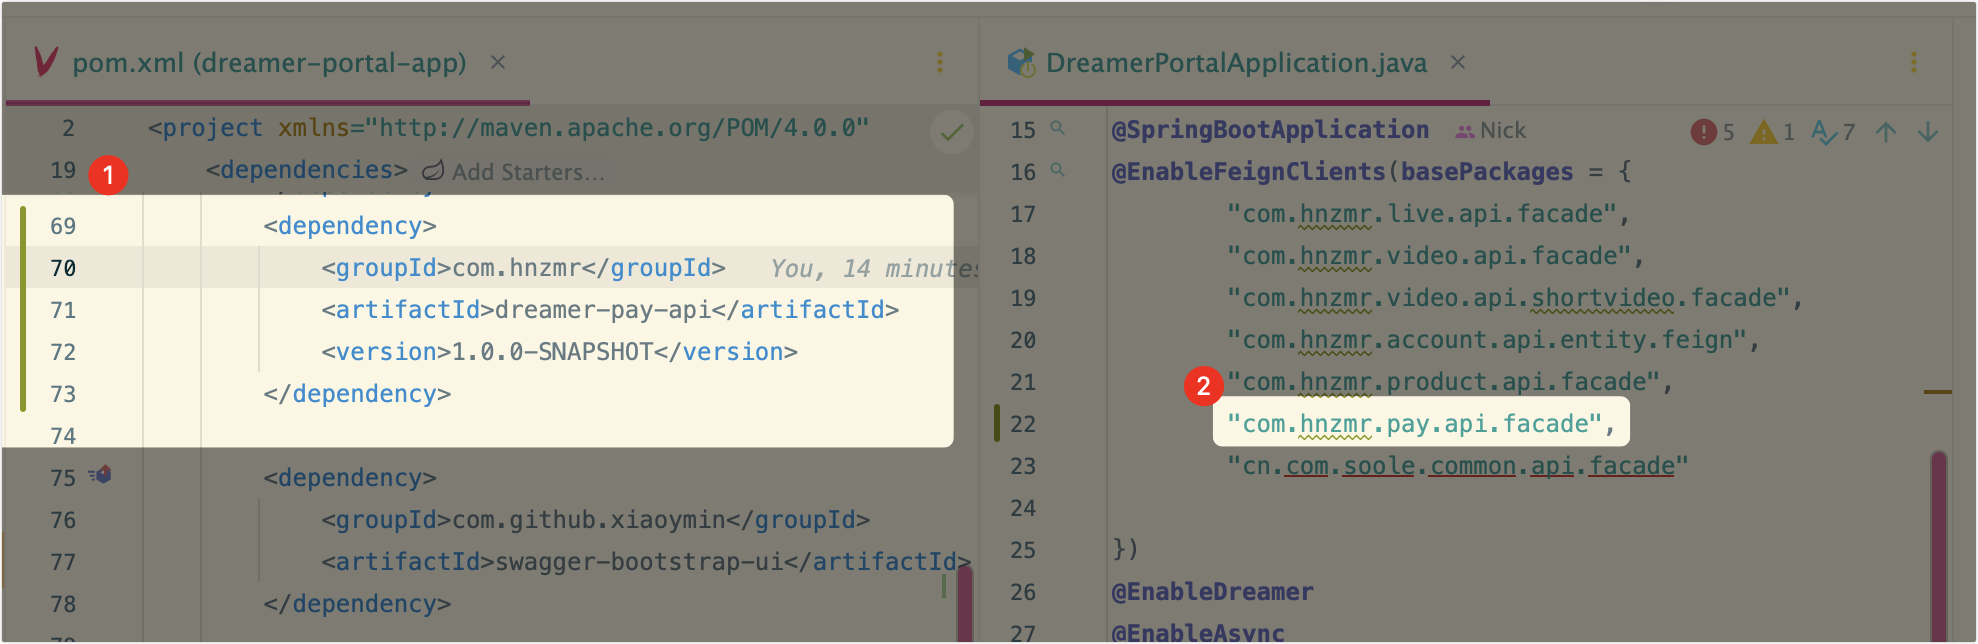 pom.xml (dreamer-portal-app) ×
2 <project xmlns="http://maven.apache.org/POM/4.0.0"
19 <dependencies> Add Starters...
1
69 <dependency>
70 <groupId>com.hnzmr</groupId> You, 14 minutes
71 <artifactId>dreamer-pay-api</artifactId>
72 <version>1.0.0-SNAPSHOT</version>
73 </dependency>
74
75 <dependency>
76 <groupId>com.github.xiaoymin</groupId>
77 <artifactId>swagger-bootstrap-ui</artifactId>
78 </dependency>
DreamerPortalApplication.java ×
15 @SpringBootApplication Nick 5 1 7
16 @EnableFeignClients(basePackages = {
17 "com.hnzmr.live.api.facade",
18 "com.hnzmr.video.api.facade",
19 "com.hnzmr.video.api.shortvideo.facade",
20 "com.hnzmr.account.api.entity.feign",
21 "com.hnzmr.product.api.facade",
2
22 "com.hnzmr.pay.api.facade",
23 "cn.com.soole.common.api.facade"
24
25 })
26 @EnableDreamer
27 @EnableAsync